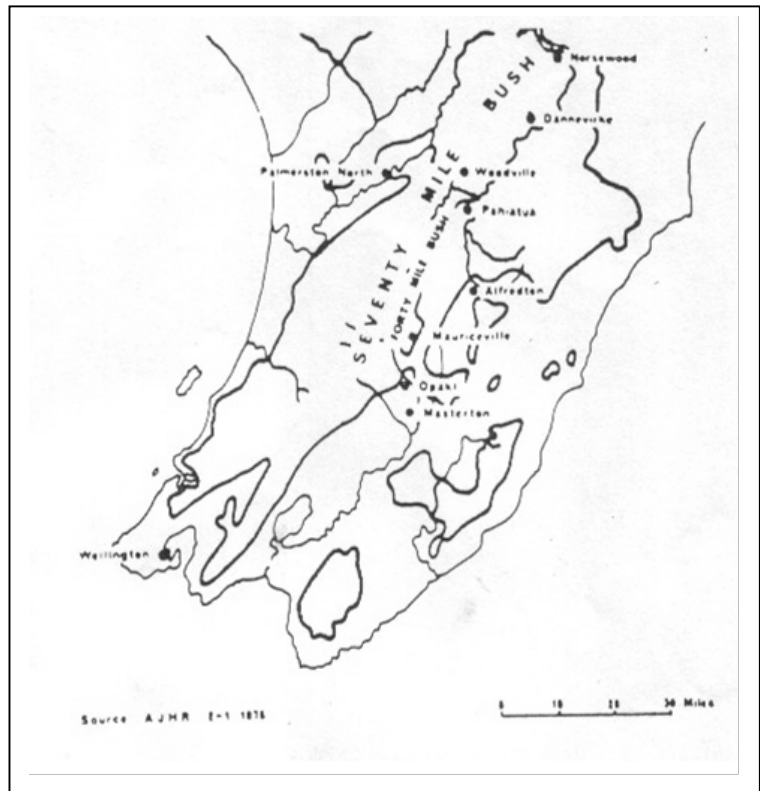 Norsewood
Dannevirke
SEVENTY MILE BUSH
Palmerston North
Woodville
Pahiatua
FORTY MILE BUSH
Alfredton
Mauriceville
Opaki
Masterton
Wellington
Source AJHR
0 10 20 30 Miles